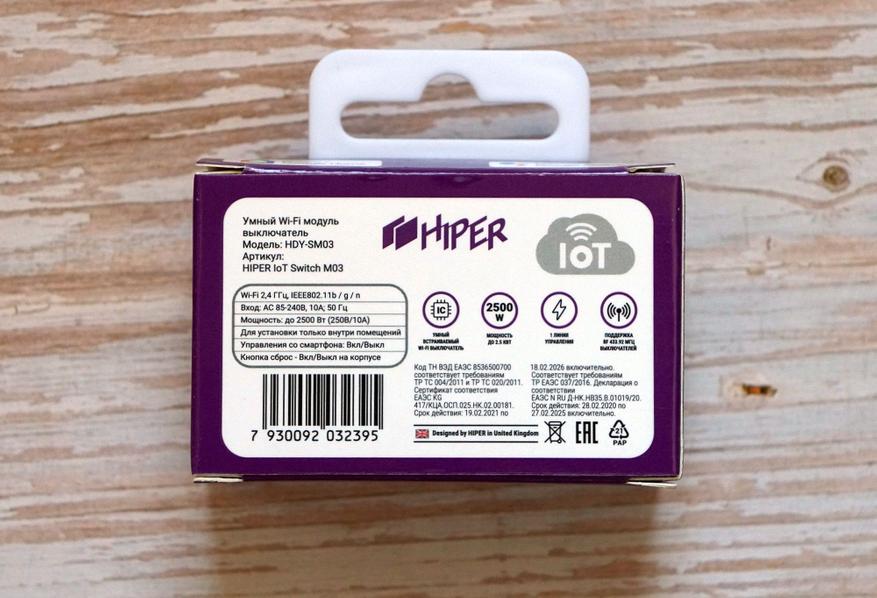 Умный Wi-Fi модуль
выключатель
Модель: HDY-SM03
Артикул:
HIPER IoT Switch M03
HIPER
IoT
Wi-Fi 2,4 ГГц, IEEE802.11b / g / n
Вход: AC 85-240В, 10А; 50 Гц
Мощность: до 2500 Вт (250В/10А)
Для установки только внутри помещений
Управления со смартфона: Вкл/Выкл
Кнопка сброс - Вкл/Выкл на корпусе
IC
УМНЫЙ
ВСТРАИВАЕМЫЙ
WI-FI ВЫКЛЮЧАТЕЛЬ
2500
W
МОЩНОСТЬ
ДО 2.5 КВТ
1 ЛИНИЯ
УПРАВЛЕНИЯ
ПОДДЕРЖКА
RF 433.92 МГЦ
ВЫКЛЮЧАТЕЛЕЙ
Код ТН ВЭД ЕАЭС 8536500700
соответствует требованиям
ТР ТС 004/2011 и ТР ТС 020/2011.
Сертификат соответствия
ЕАЭС KG
417/КЦА.ОСП.025.HK.02.00181.
Срок действия: 19.02.2021 по
18.02.2026 включительно.
Соответствует требованиям
ТР ЕАЭС 037/2016. Декларация о
соответствии
ЕАЭС N RU Д-HK.HB35.B.01019/20.
Срок действия: 28.02.2020 по
27.02.2025 включительно.
7 930092 032395
Designed by HIPER in United Kingdom
EAC
21
PAP